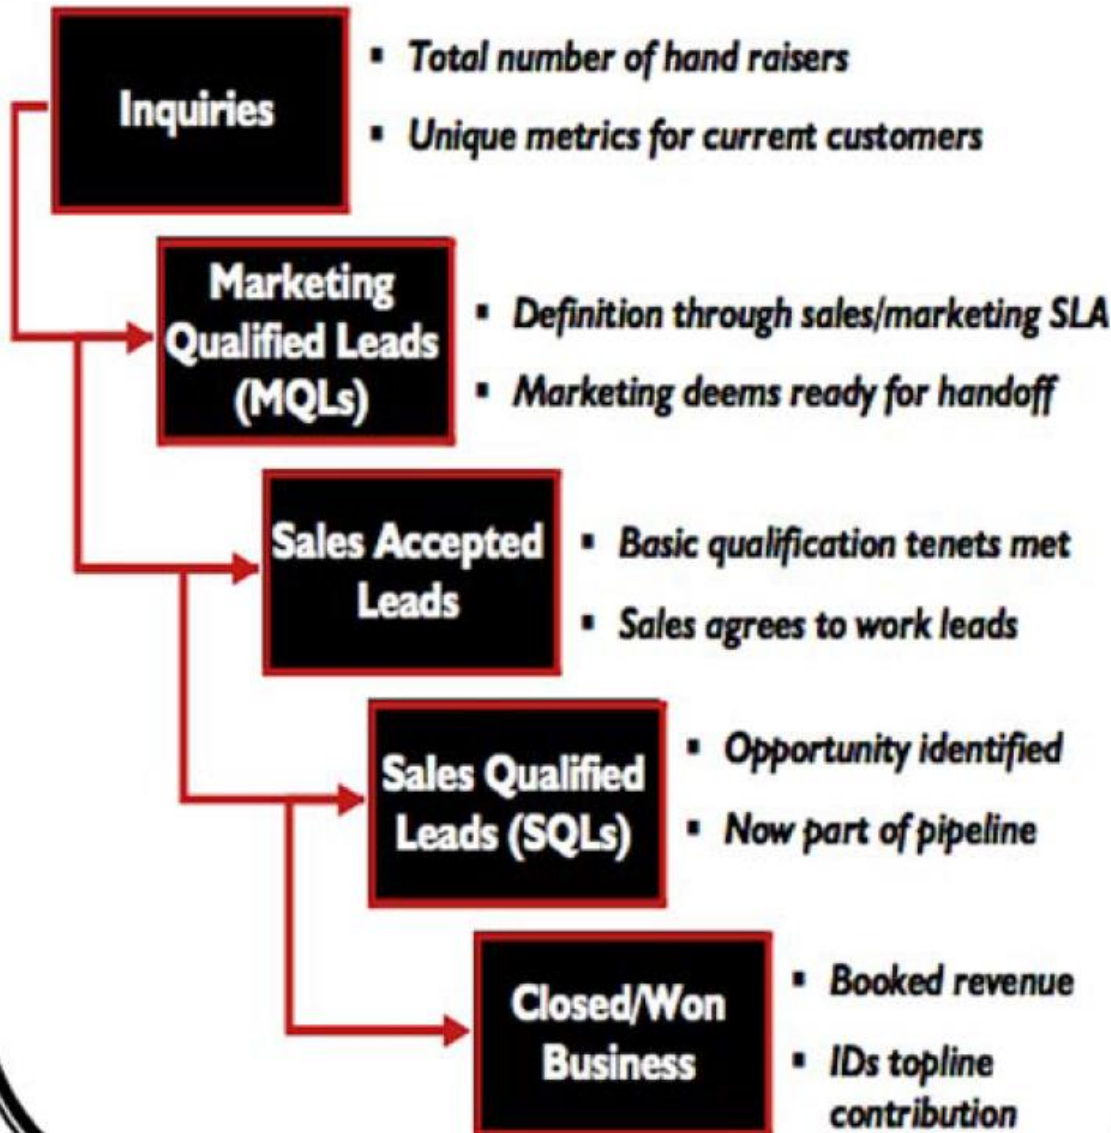 Inquiries
▪ Total number of hand raisers
▪ Unique metrics for current customers
Marketing
Qualified Leads
(MQLs)
▪ Definition through sales/marketing SLA
▪ Marketing deems ready for handoff
Sales Accepted
Leads
▪ Basic qualification tenets met
▪ Sales agrees to work leads
Sales Qualified
Leads (SQLs)
▪ Opportunity identified
▪ Now part of pipeline
Closed/Won
Business
▪ Booked revenue
▪ IDs topline
contribution